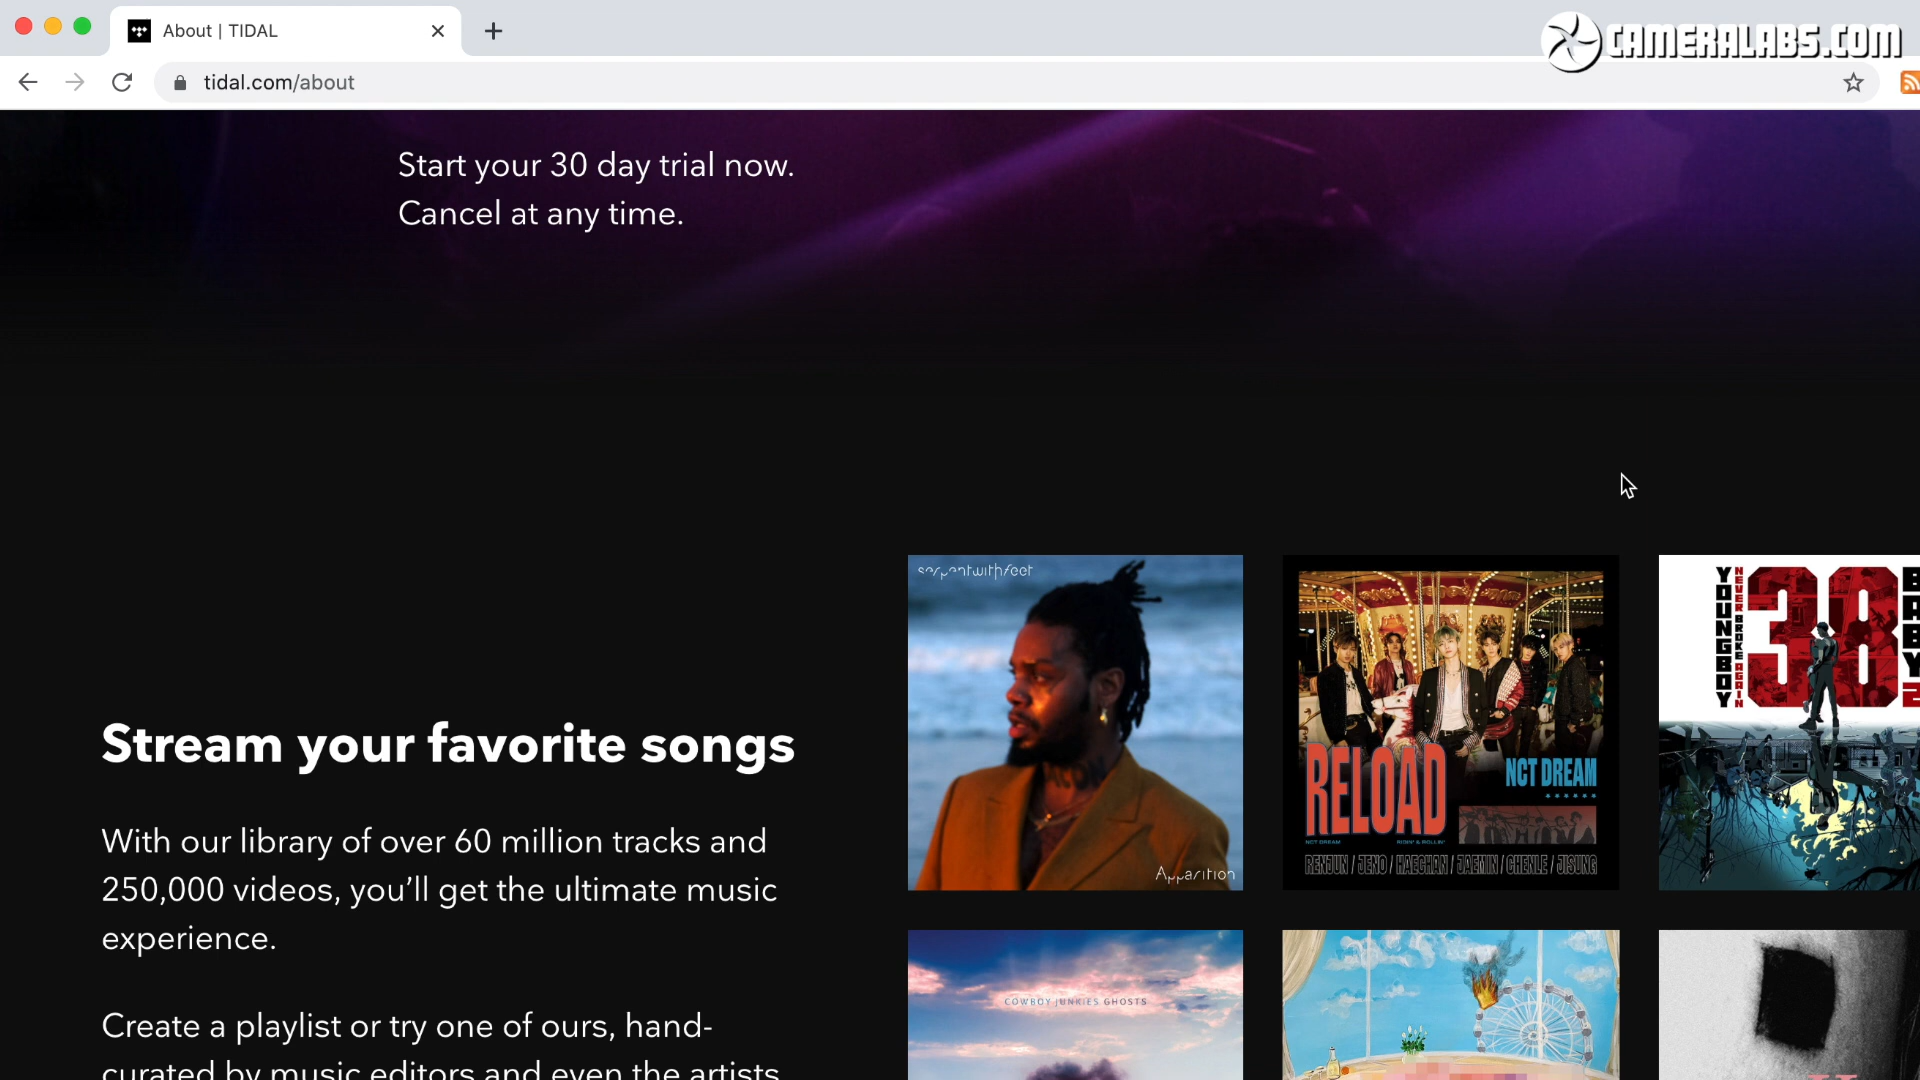 About | TIDAL
CAMERALABS.COM
tidal.com/about
Start your 30 day trial now.
Cancel at any time.
serpentwithfeet
Apparition
RELOAD
NCT DREAM
NCT DREAM
RIDIN' & ROLLIN'
RENJUN / JENO / HAECHAN / JAEMIN / CHENLE / JISUNG
YOUNGBOY
NEVER BROKE AGAIN
38
BABY 2
Stream your favorite songs
With our library of over 60 million tracks and
250,000 videos, you’ll get the ultimate music
experience.
COWBOY JUNKIES GHOSTS
Create a playlist or try one of ours, hand-
curated by music editors and even the artists